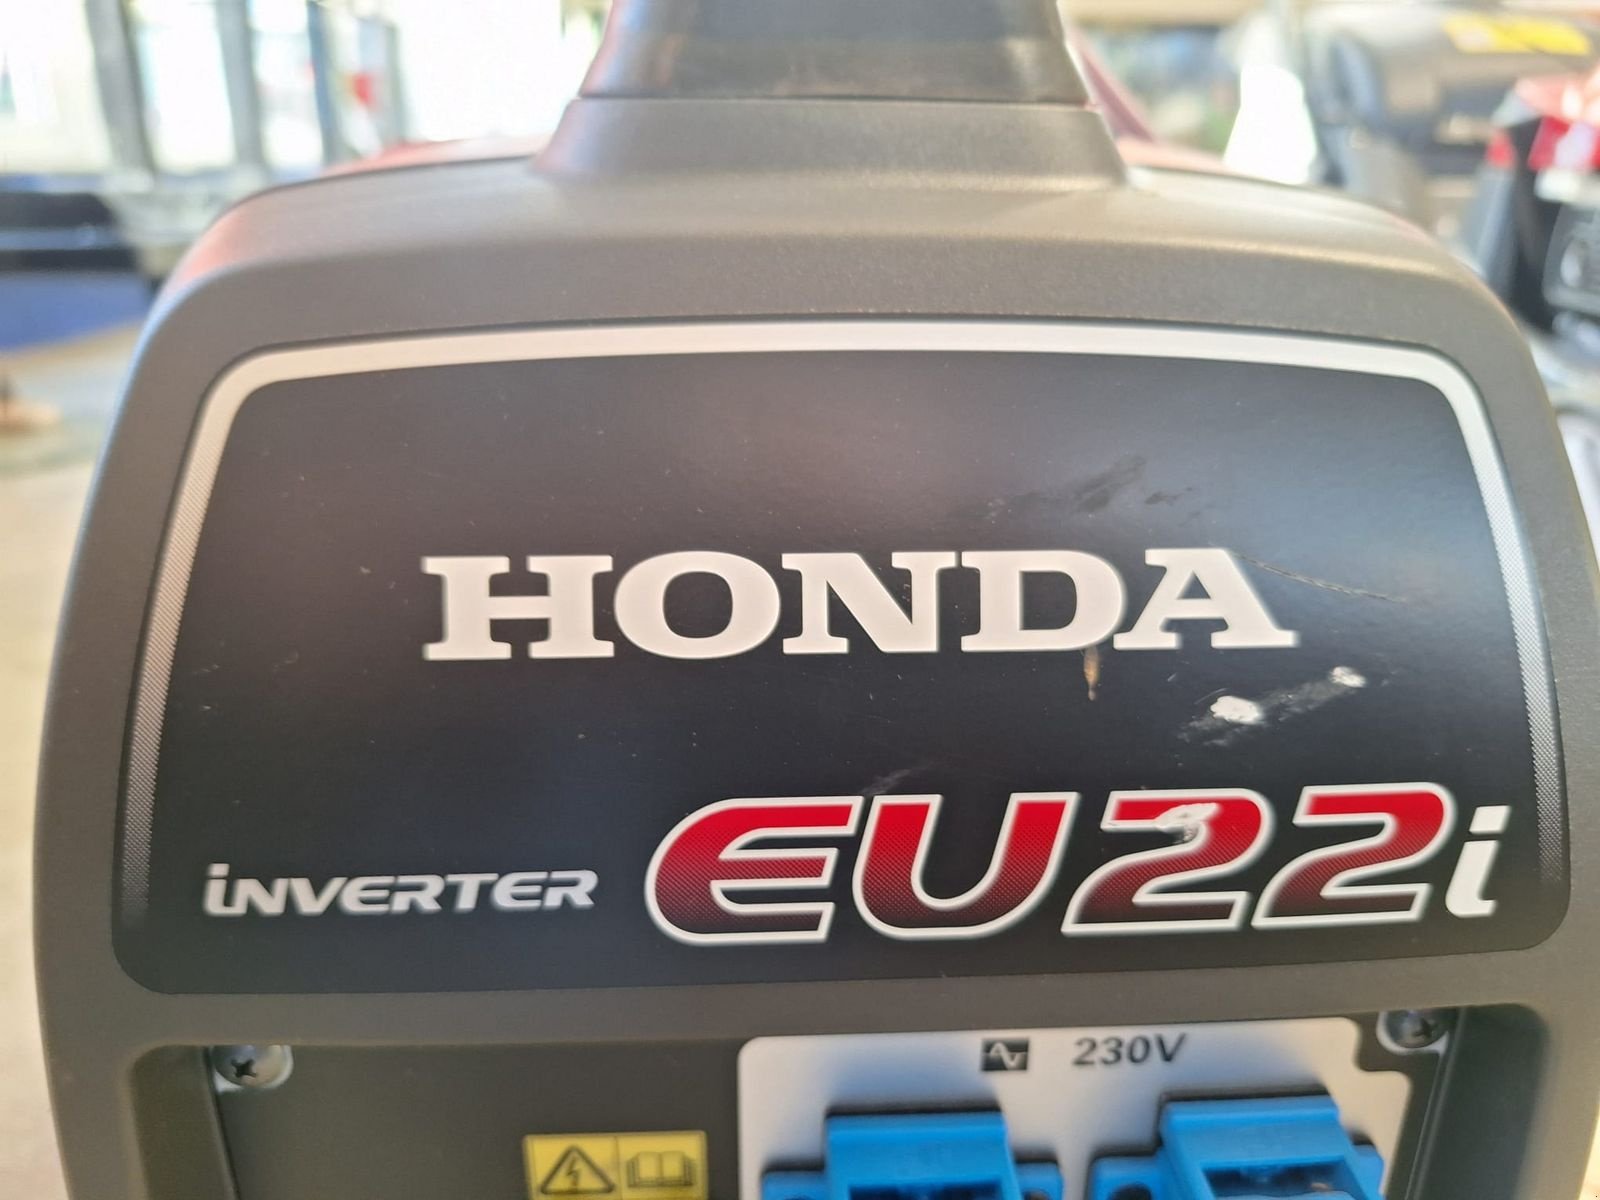 HONDA
INVERTER EU22i
230V